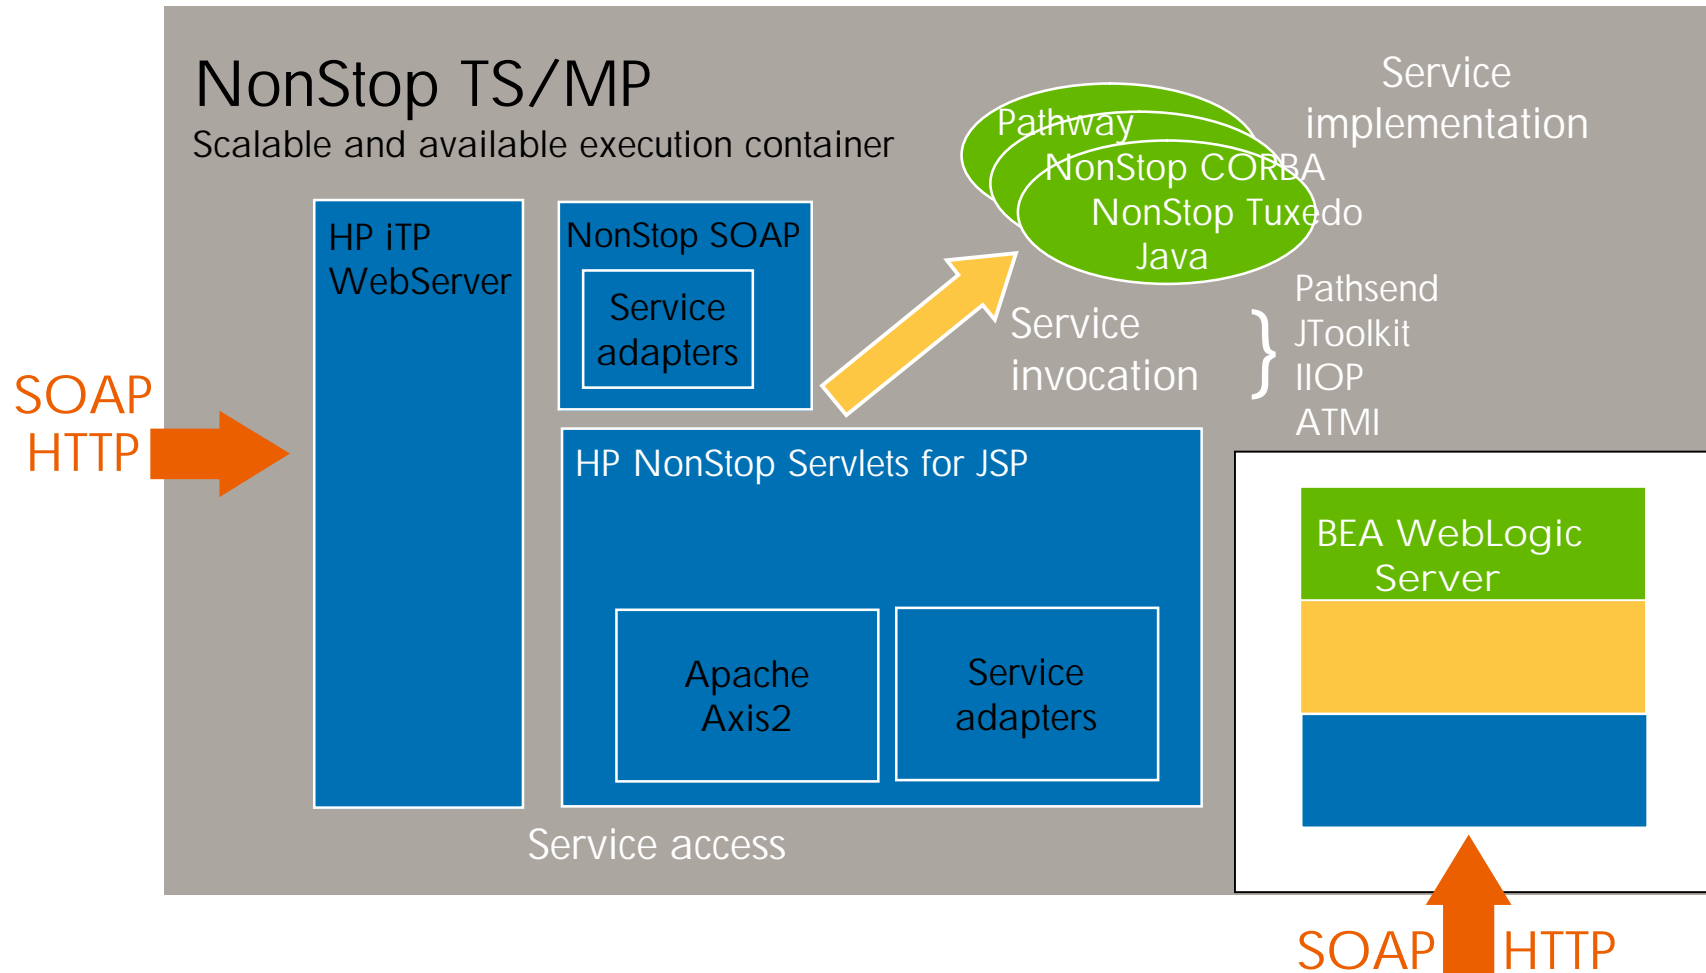 NonStop TS/MP
Scalable and available execution container
Service
implementation
Pathway
NonStop CORBA
NonStop Tuxedo
Java
HP iTP
WebServer
NonStop SOAP
Service
adapters
Service
invocation
}
Pathsend
JToolkit
IIOP
ATMI
SOAP
HTTP
HP NonStop Servlets for JSP
Apache
Axis2
Service
adapters
BEA WebLogic
Server
Service access
SOAP HTTP